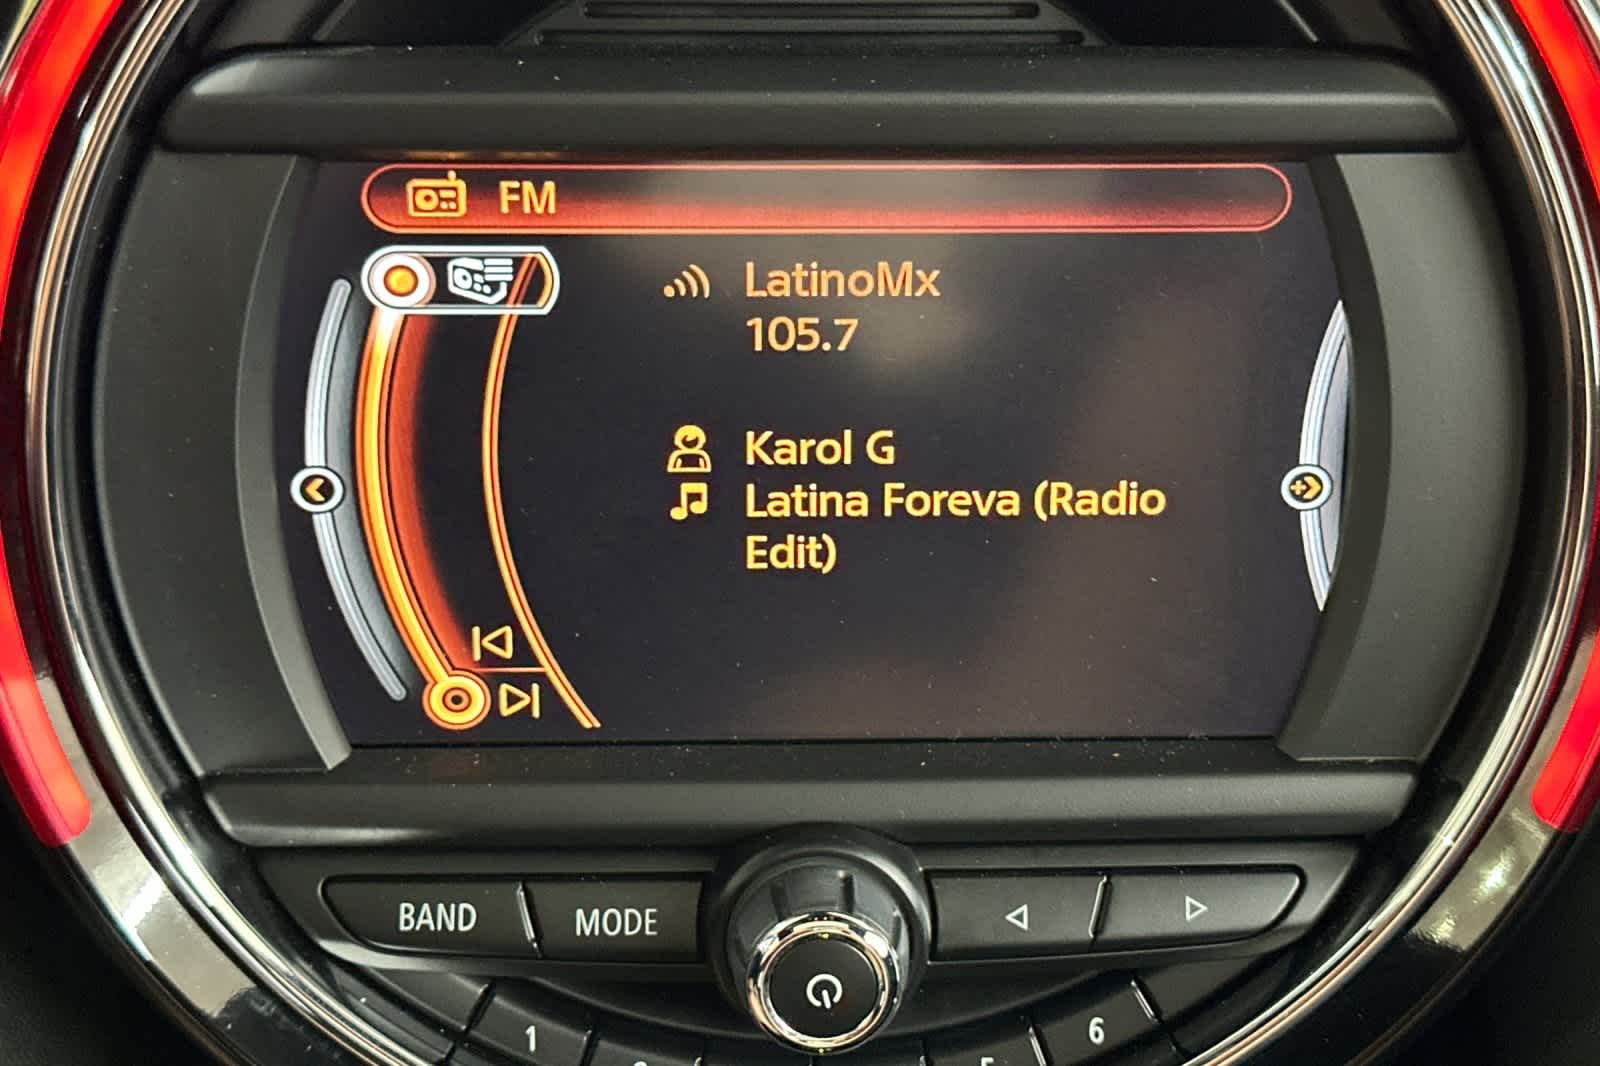 FM
LatinoMx
105.7
Karol G
Latina Foreva (Radio
Edit)
BAND
MODE
1
6